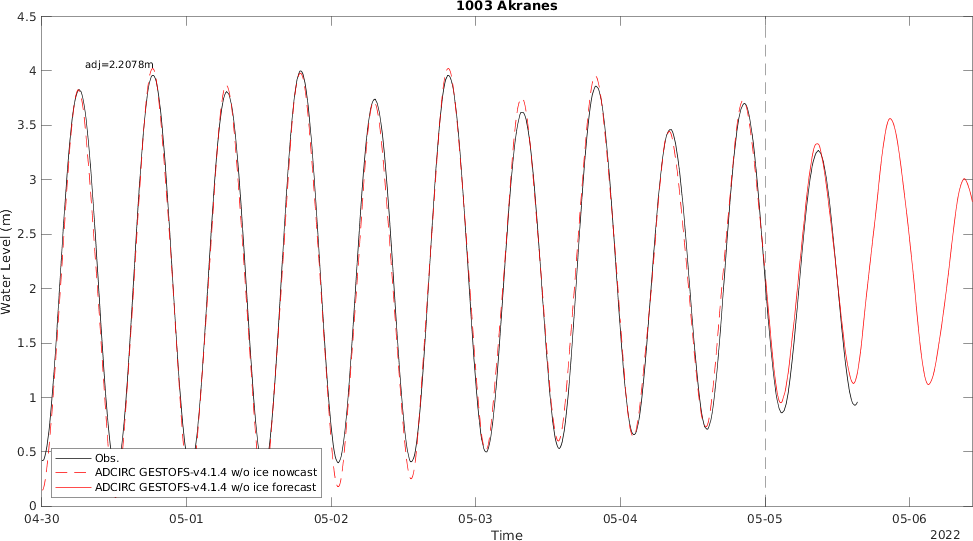 1003 Akranes
4.5
4
3.5
3
2.5
2
1.5
1
0.5
0
Water Level (m)
adj=2.2078m
Obs.
ADCIRC GESTOFS-v4.1.4 w/o ice nowcast
ADCIRC GESTOFS-v4.1.4 w/o ice forecast
04-30 05-01 05-02 05-03 05-04 05-05 05-06
Time
2022